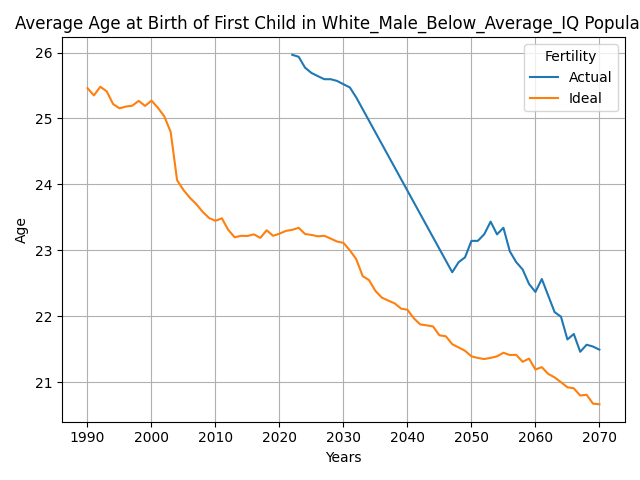 Average Age at Birth of First Child in White_Male_Below_Average_IQ Popula
Fertility
Actual
Ideal
26
25
24
23
22
21
Age
1990 2000 2010 2020 2030 2040 2050 2060 2070
Years